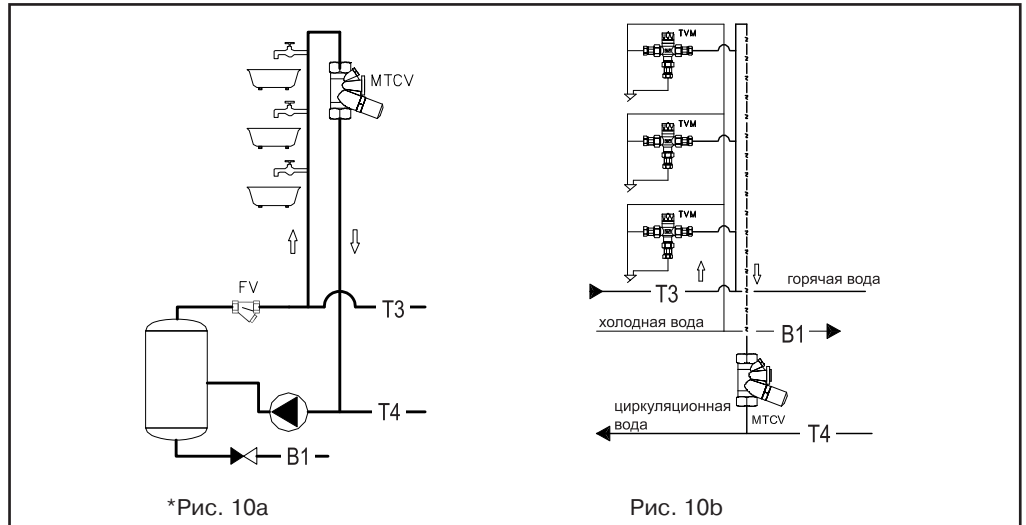 MTCV
FV
T3
T4
B1
*Рис. 10a
TVM
TVM
TVM
горячая вода
T3
холодная вода
B1
циркуляционная
вода
MTCV
T4
Рис. 10b